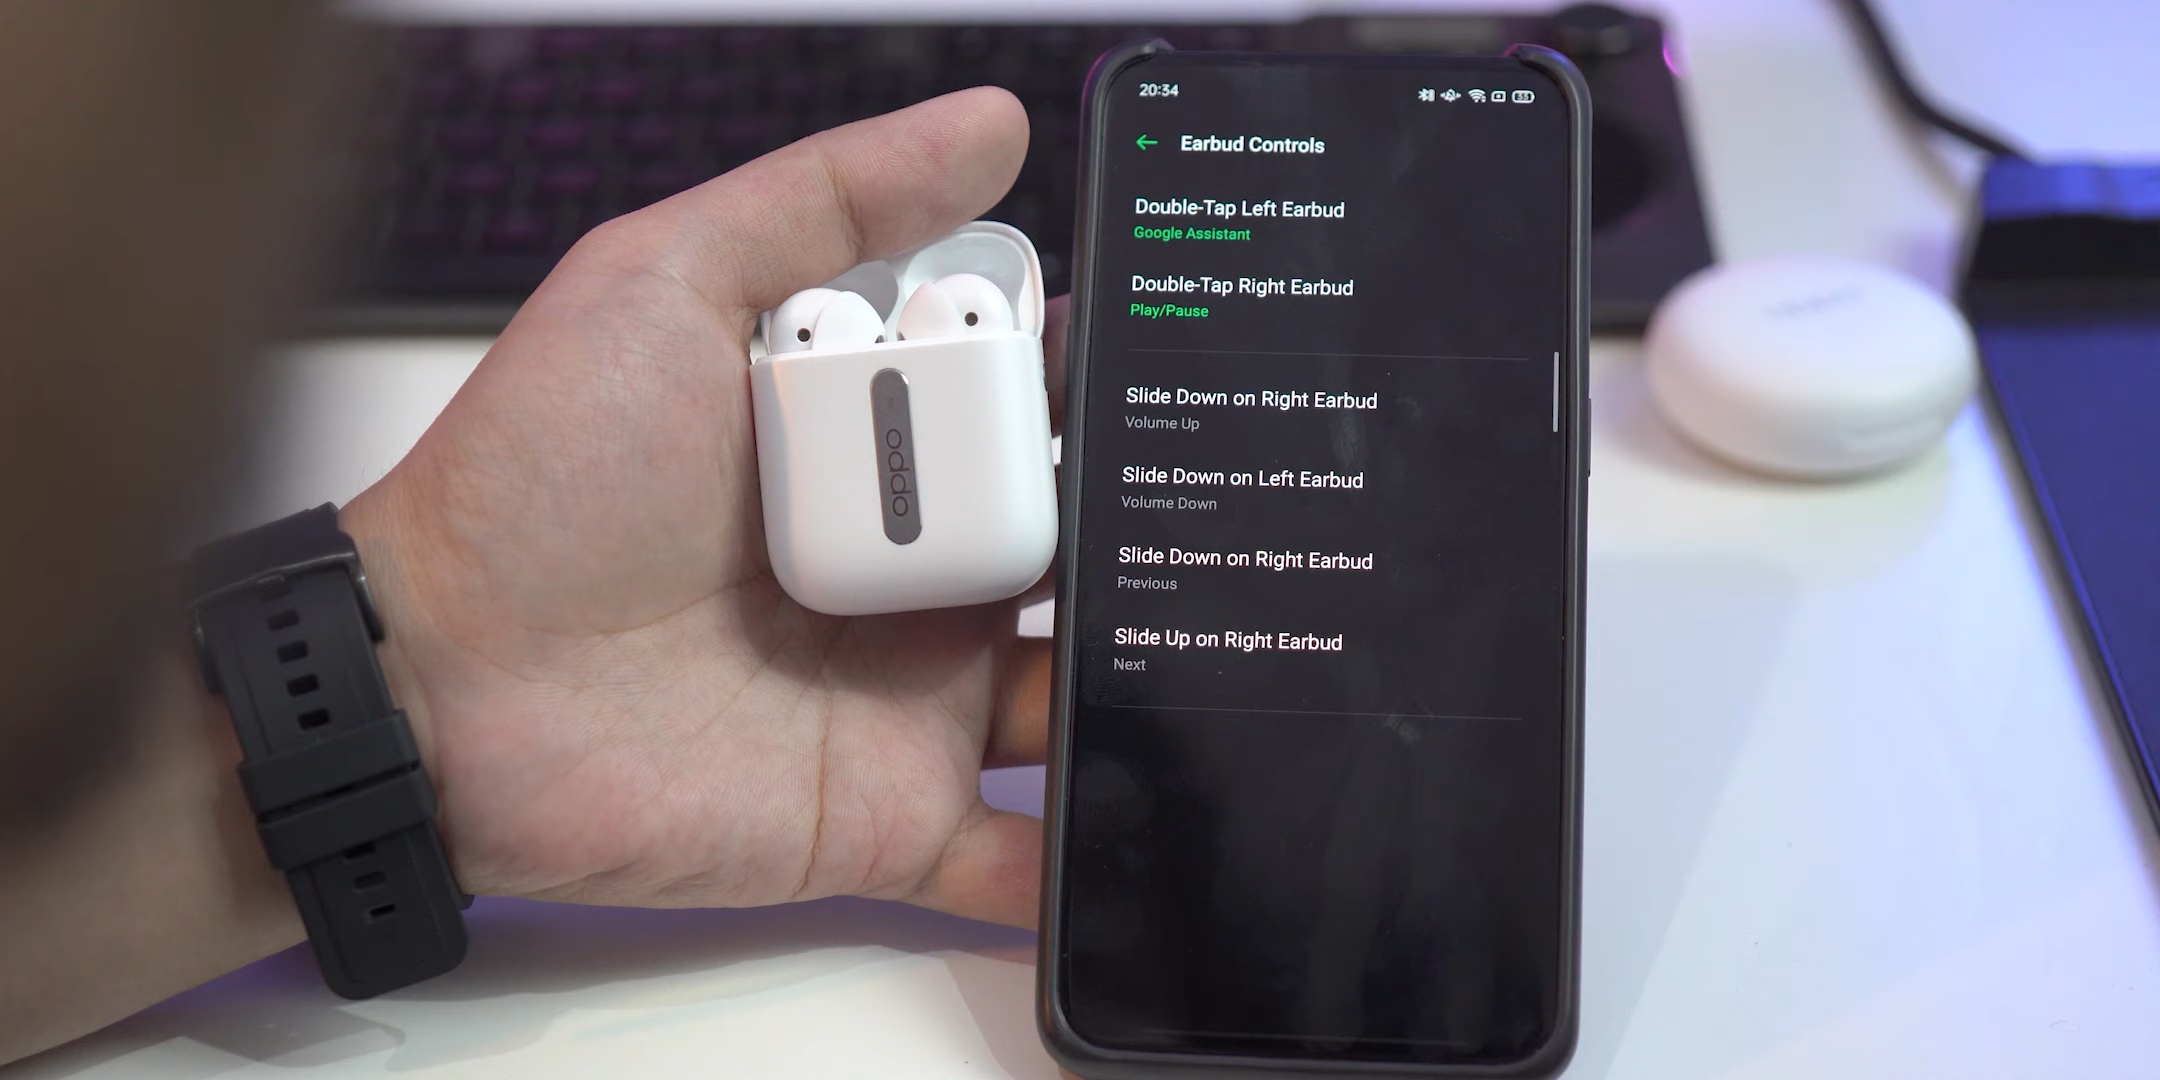 20:34
55
Earbud Controls
Double-Tap Left Earbud
Google Assistant
Double-Tap Right Earbud
Play/Pause
Slide Down on Right Earbud
Volume Up
Slide Down on Left Earbud
Volume Down
Slide Down on Right Earbud
Previous
Slide Up on Right Earbud
Next
oppo